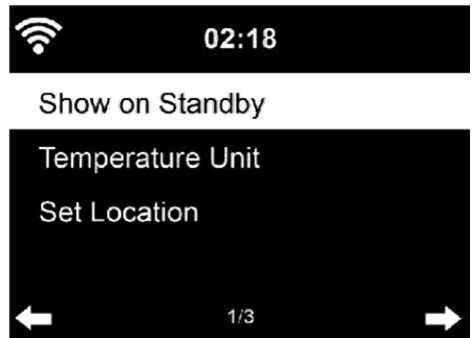 02:18
Show on Standby
Temperature Unit
Set Location
1/3